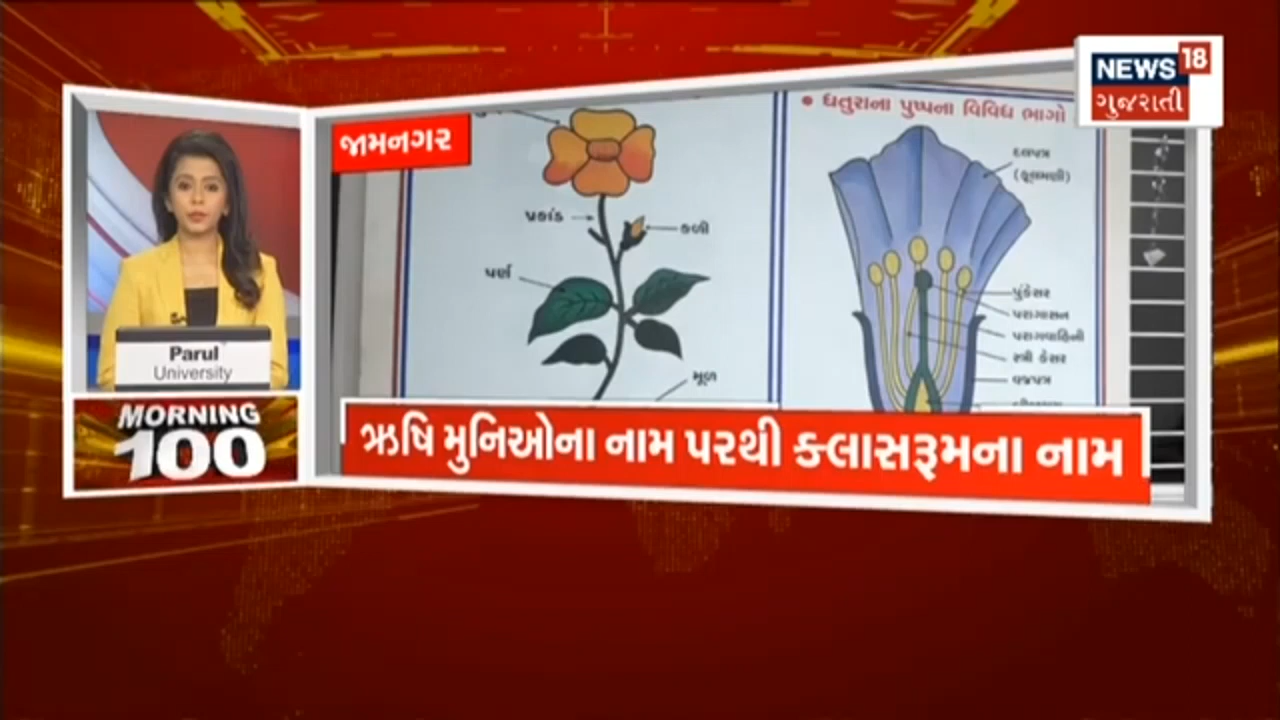 NEWS 18
ગુજરાતી
જામનગર
Parul
University
MORNING
100
પ્રકાંડ
કળી
પર્ણ
મૂળ
• ધતુરાના પુષ્પના વિવિધ ભાગો
દલપત્ર
(ફૂલમણી)
પુંકેસર
પરાગાસન
પરાગવાહિની
સ્ત્રી કેસર
વજ્રપત્ર
ઋષિ મુનિઓના નામ પરથી ક્લાસરૂમના નામ